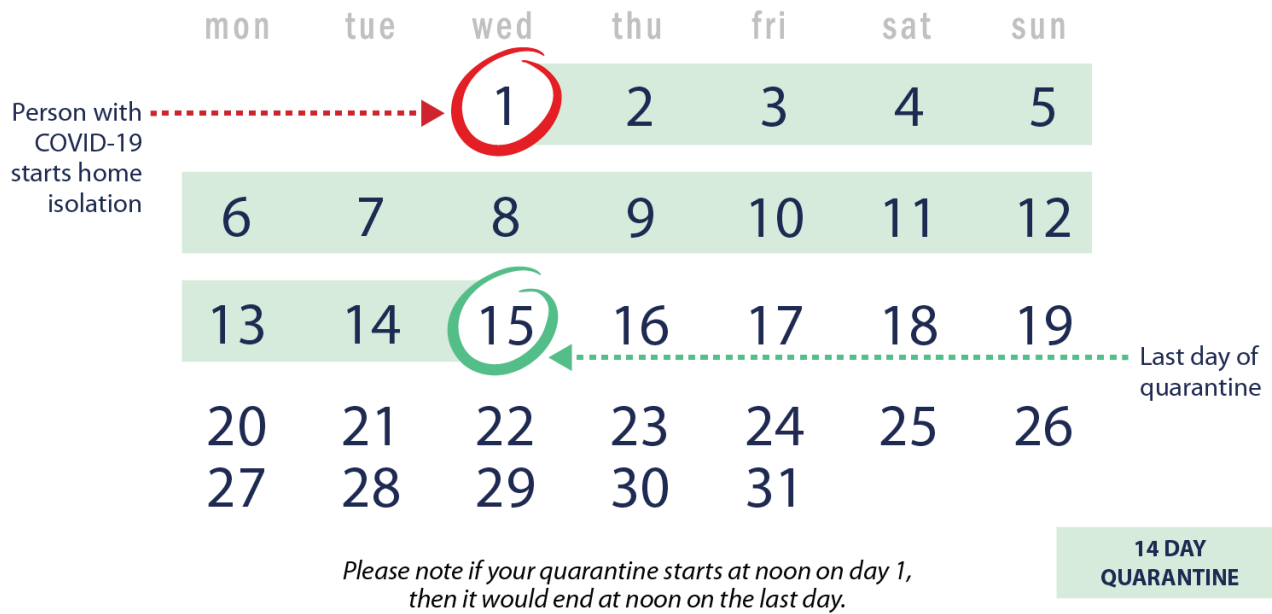 mon tue wed thu fri sat sun
Person with
COVID-19
starts home
isolation
1 2 3 4 5
6 7 8 9 10 11 12
13 14 15 16 17 18 19
Last day of
quarantine
20 21 22 23 24 25 26
27 28 29 30 31
Please note if your quarantine starts at noon on day 1,
then it would end at noon on the last day.
14 DAY
QUARANTINE